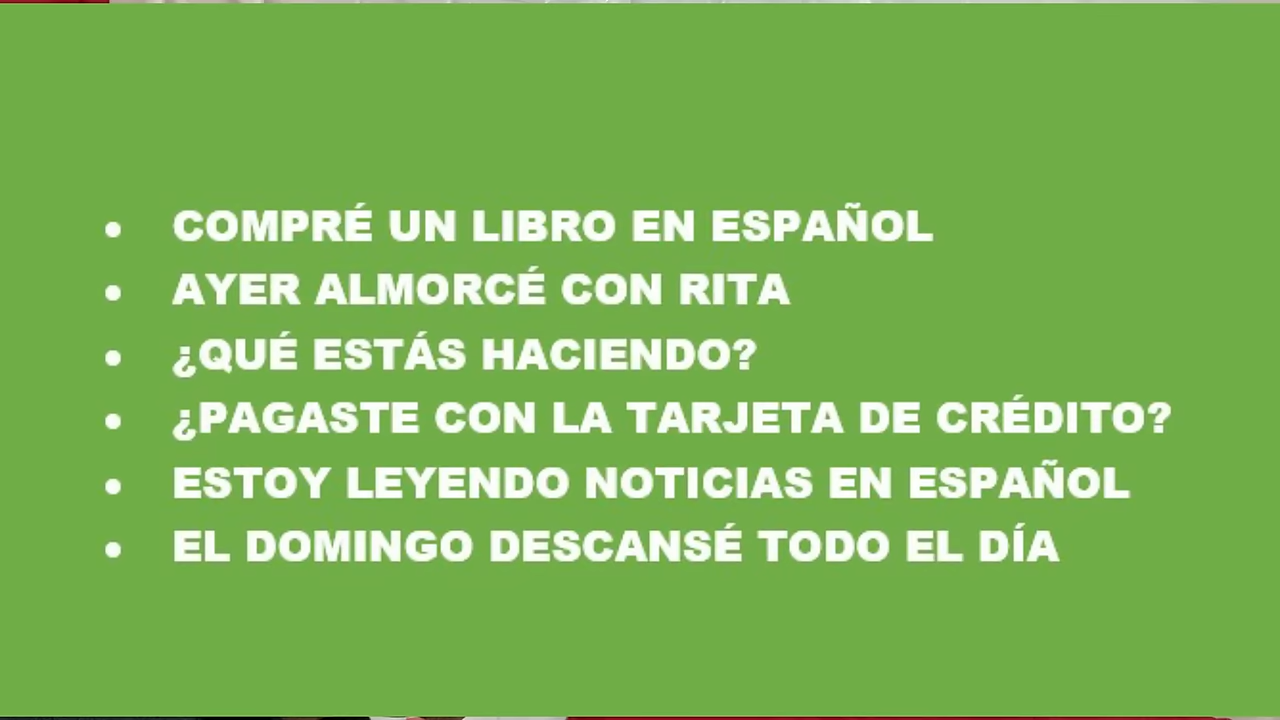 • COMPRÉ UN LIBRO EN ESPAÑOL
• AYER ALMORCÉ CON RITA
• ¿QUÉ ESTÁS HACIENDO?
• ¿PAGASTE CON LA TARJETA DE CRÉDITO?
• ESTOY LEYENDO NOTICIAS EN ESPAÑOL
• EL DOMINGO DESCANSÉ TODO EL DÍA